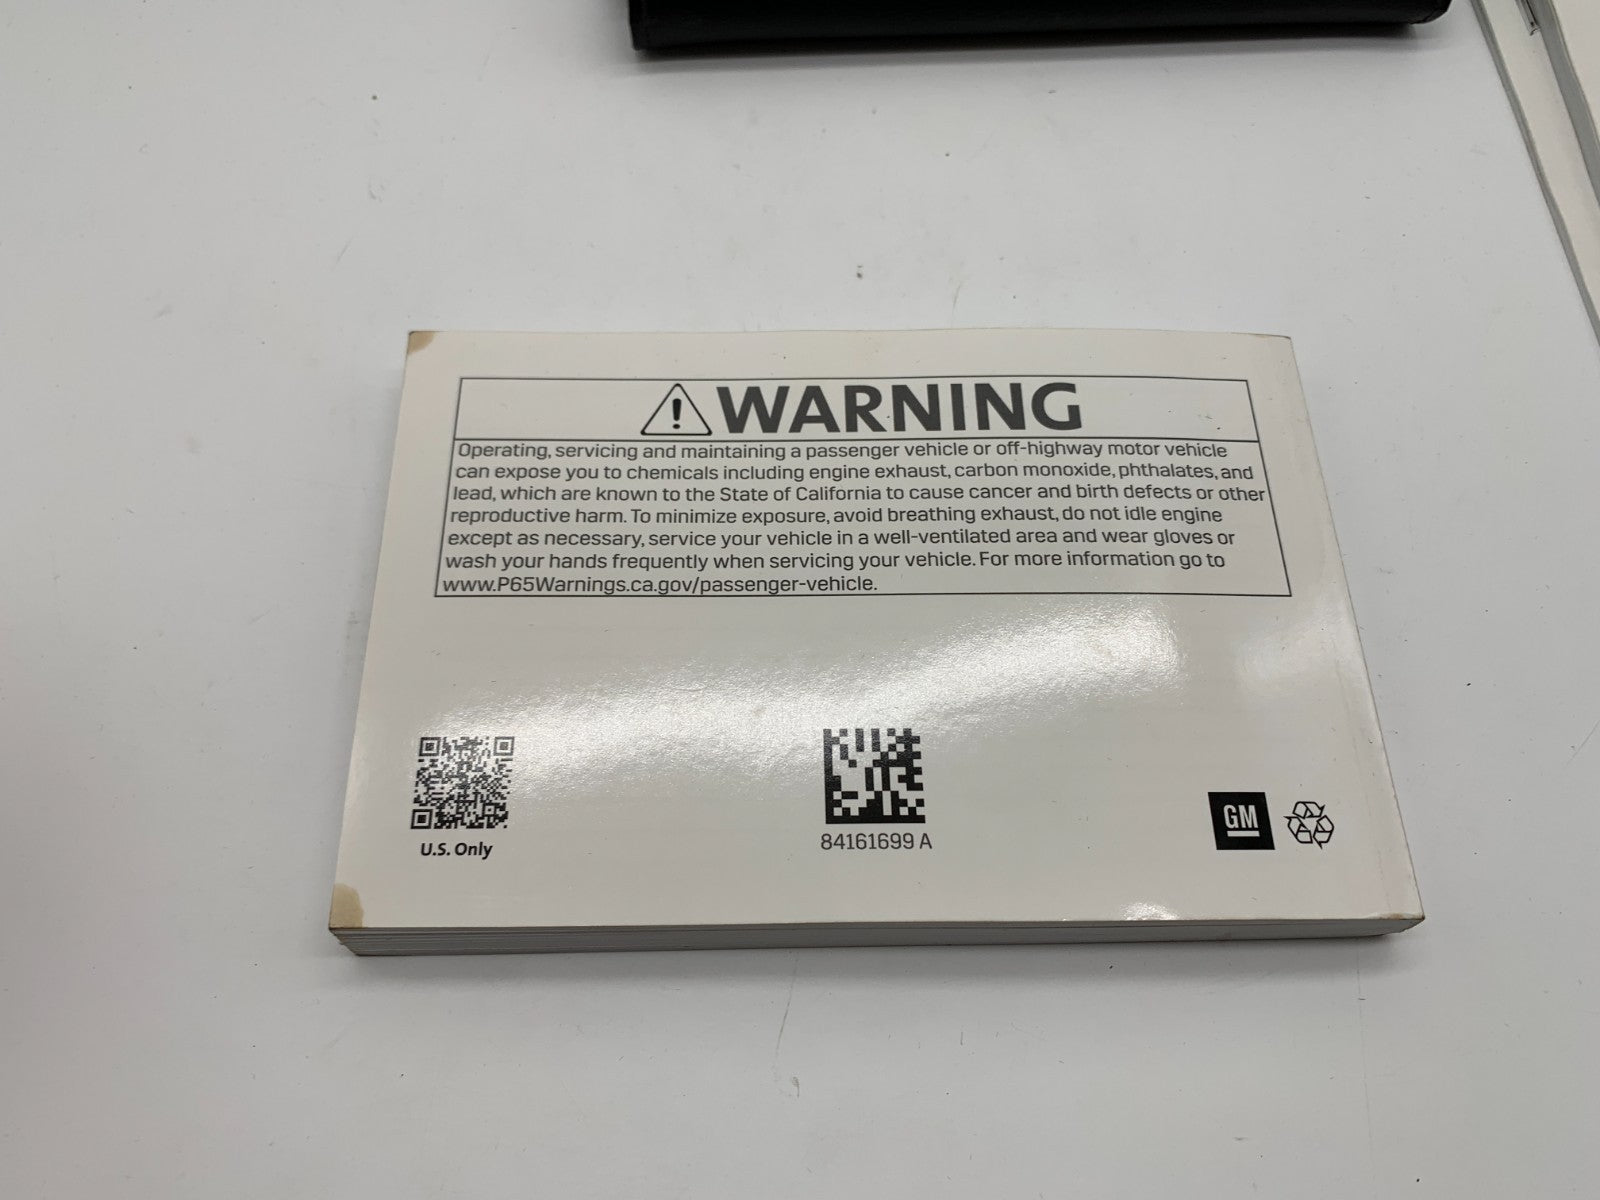 WARNING
Operating, servicing and maintaining a passenger vehicle or off-highway motor vehicle
can expose you to chemicals including engine exhaust, carbon monoxide, phthalates, and
lead, which are known to the State of California to cause cancer and birth defects or other
reproductive harm. To minimize exposure, avoid breathing exhaust, do not idle engine
except as necessary, service your vehicle in a well-ventilated area and wear gloves or
wash your hands frequently when servicing your vehicle. For more information go to
www.P65Warnings.ca.gov/passenger-vehicle.
U.S. Only
84161699 A
GM